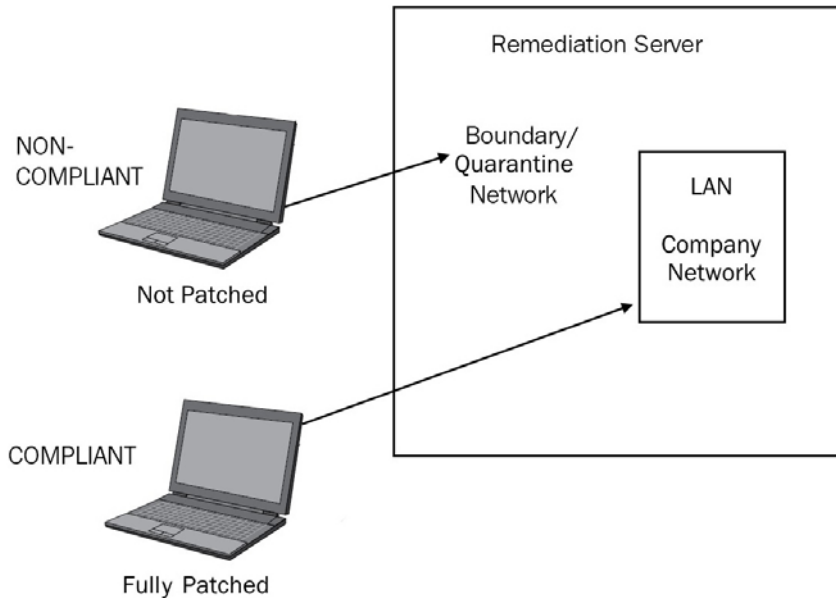 Remediation Server
NON-
COMPLIANT
Not Patched
Boundary/
Quarantine
Network
LAN
Company
Network
COMPLIANT
Fully Patched